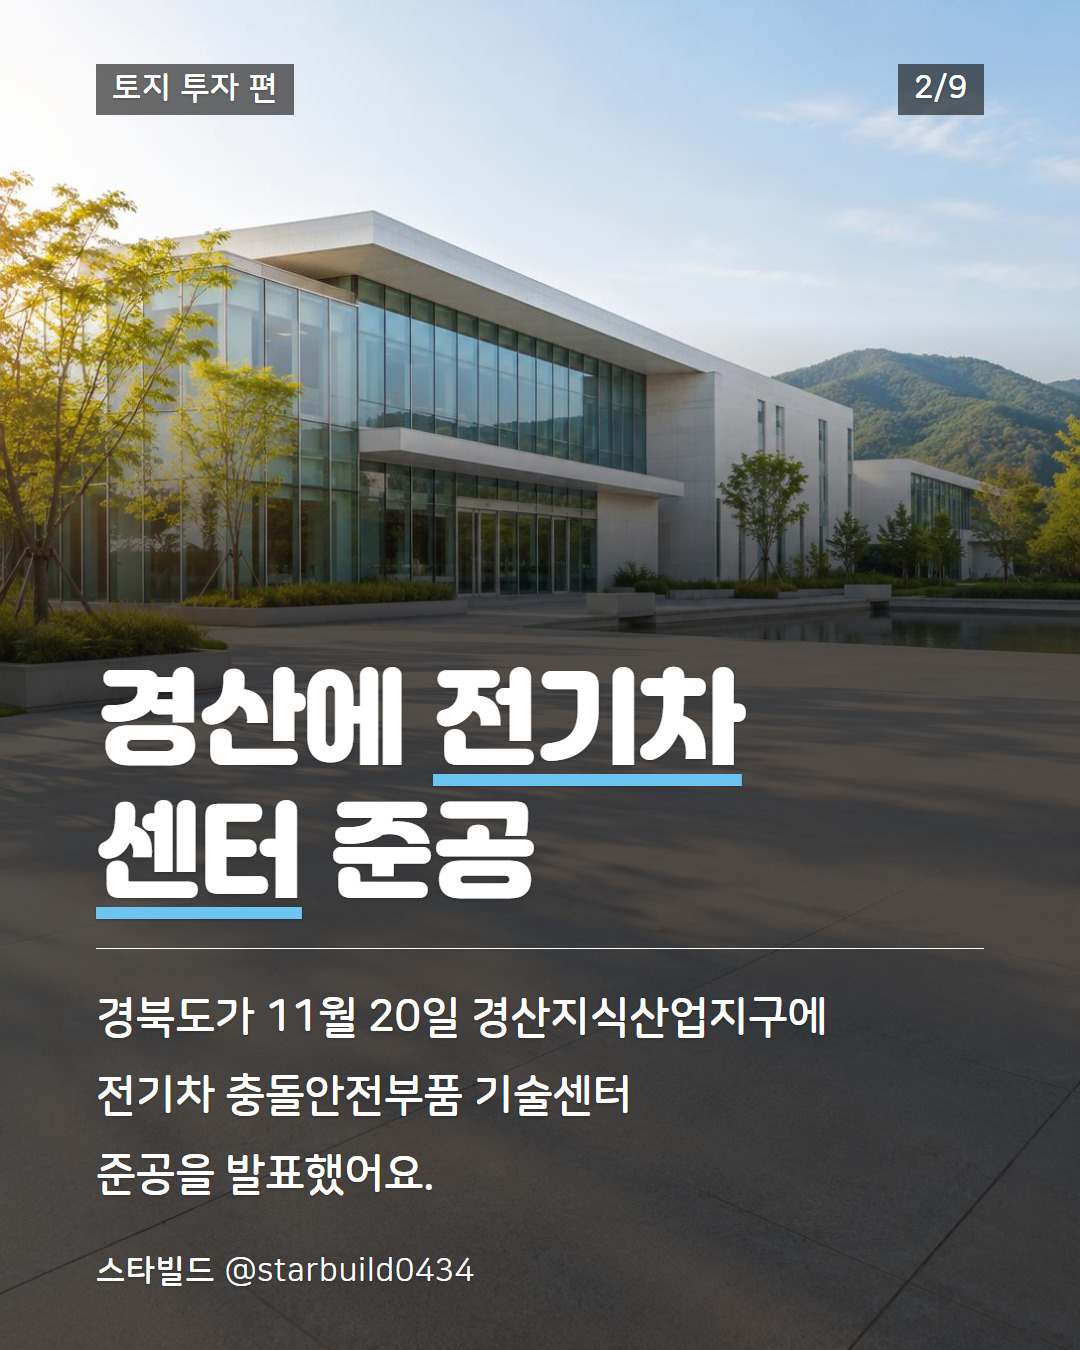 토지 투자 편
2/9
경산에 전기차
센터 준공
경북도가 11월 20일 경산지식산업지구에
전기차 충돌안전부품 기술센터
준공을 발표했어요.
스타빌드 @starbuild0434